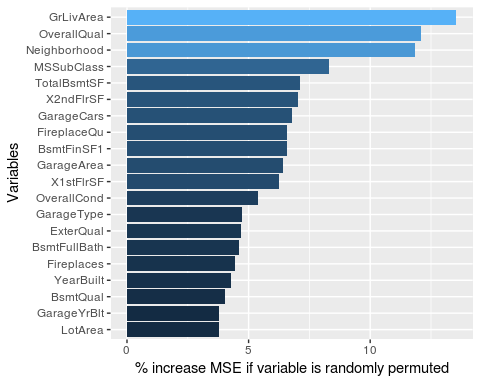 Variables
GrLivArea
OverallQual
Neighborhood
MSSubClass
TotalBsmtSF
X2ndFlrSF
GarageCars
FireplaceQu
BsmtFinSF1
GarageArea
X1stFlrSF
OverallCond
GarageType
ExterQual
BsmtFullBath
Fireplaces
YearBuilt
BsmtQual
GarageYrBlt
LotArea
0 5 10
% increase MSE if variable is randomly permuted